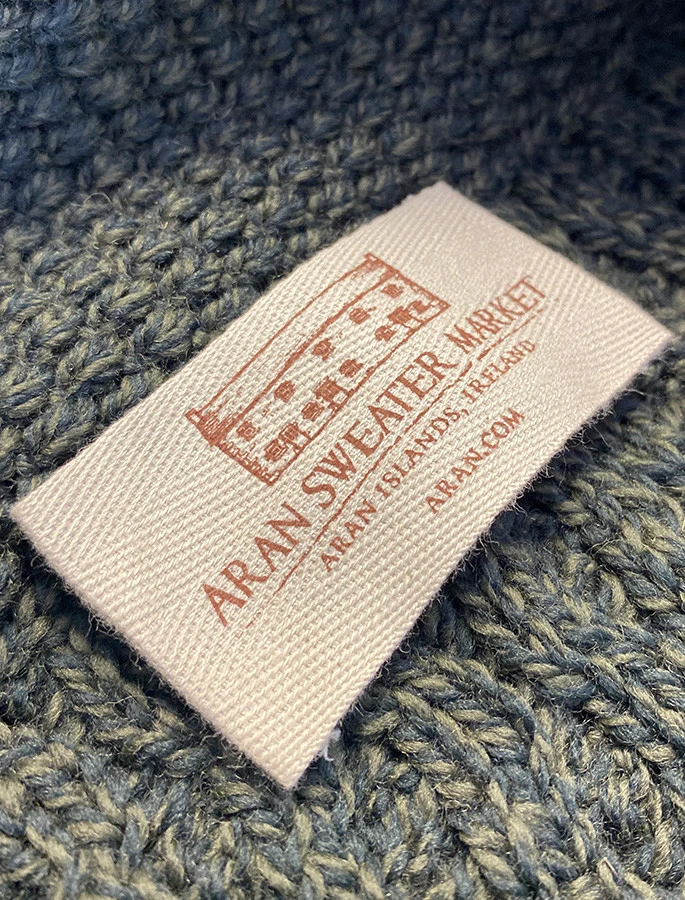 ARAN SWEATER MARKET
ARAN ISLANDS, IRELAND
ARAN.COM